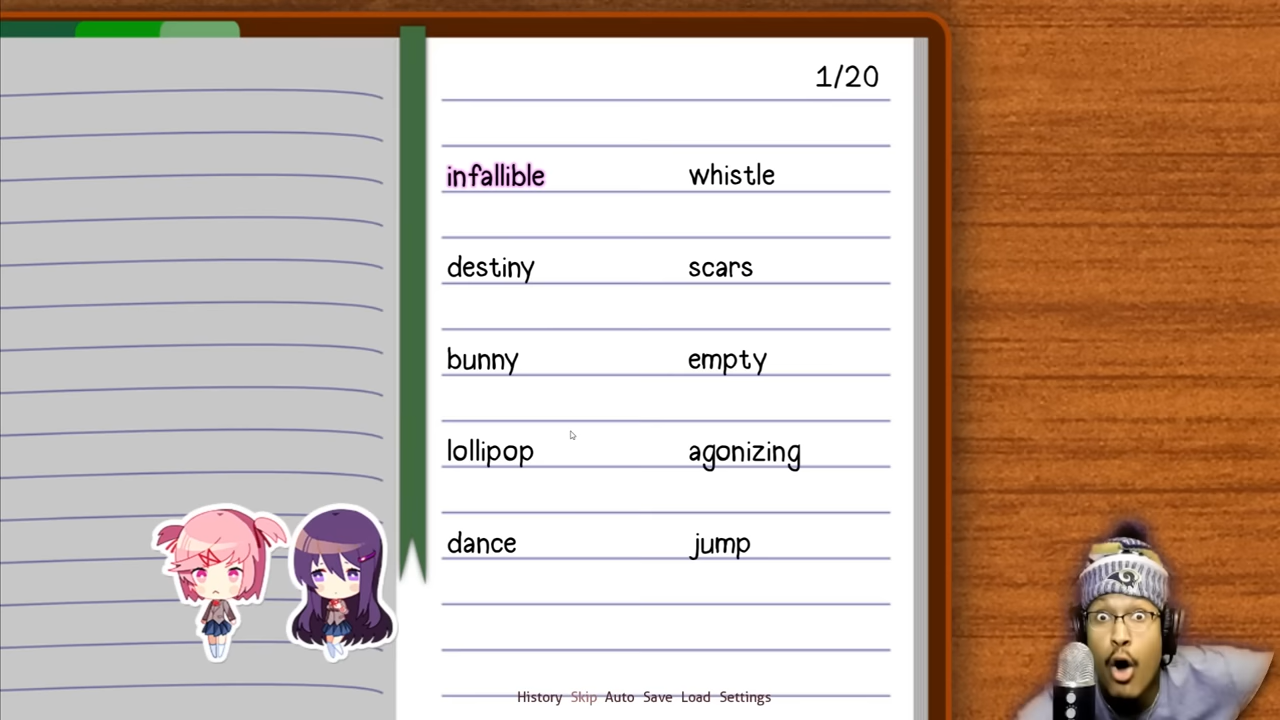 1/20
infallible whistle
destiny scars
bunny empty
lollipop agonizing
dance jump
History Skip Auto Save Load Settings